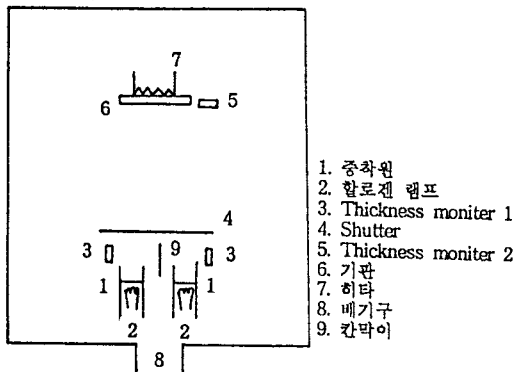 7
6
5
4
3 9 3
1 1
2 2
8
1. 증착원
2. 할로젠 램프
3. Thickness moniter 1
4. Shutter
5. Thickness moniter 2
6. 기판
7. 히타
8. 배기구
9. 칸막이